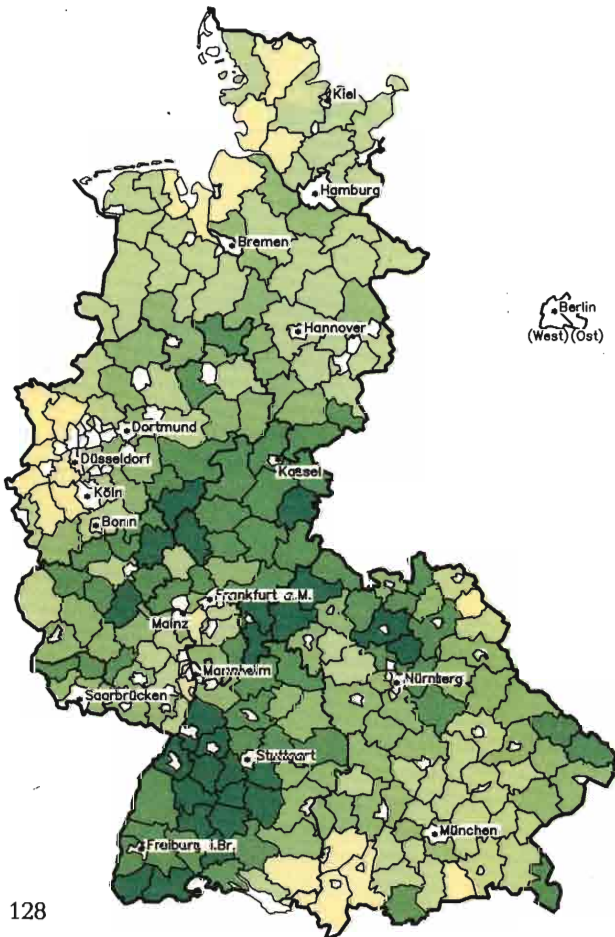 Kiel
Hamburg
Bremen
Berlin
(West) (Ost)
Hannover
Dortmund
Düsseldorf
Kassel
Köln
Bonn
Frankfurt a.M.
Mainz
Mannheim
Nürnberg
Saarbrücken
Stuttgart
München
Freiburg i.Br.
128